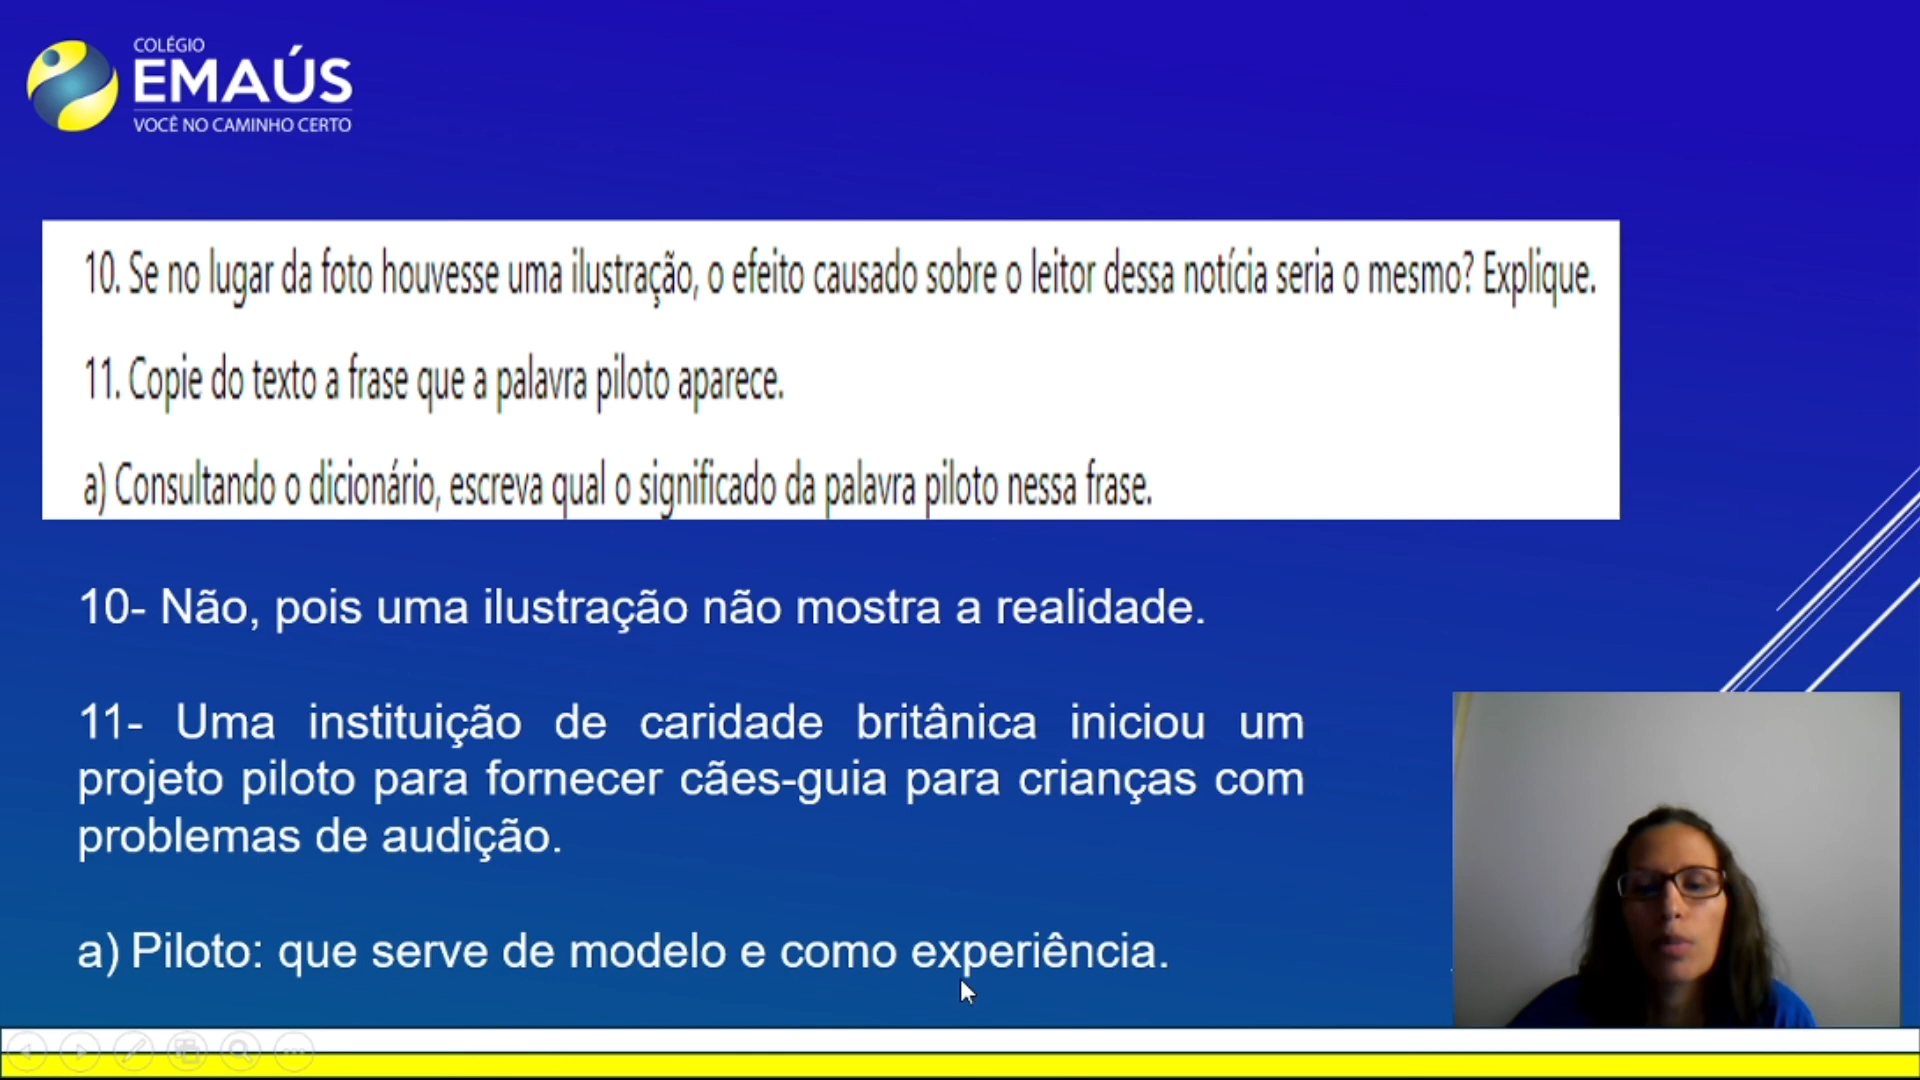 COLÉGIO
EMAÚS
VOCÊ NO CAMINHO CERTO
10. Se no lugar da foto houvesse uma ilustração, o efeito causado sobre o leitor dessa notícia seria o mesmo? Explique.
11. Copie do texto a frase que a palavra piloto aparece.
a) Consultando o dicionário, escreva qual o significado da palavra piloto nessa frase.
10- Não, pois uma ilustração não mostra a realidade.
11- Uma instituição de caridade britânica iniciou um
projeto piloto para fornecer cães-guia para crianças com
problemas de audição.
a) Piloto: que serve de modelo e como experiência.